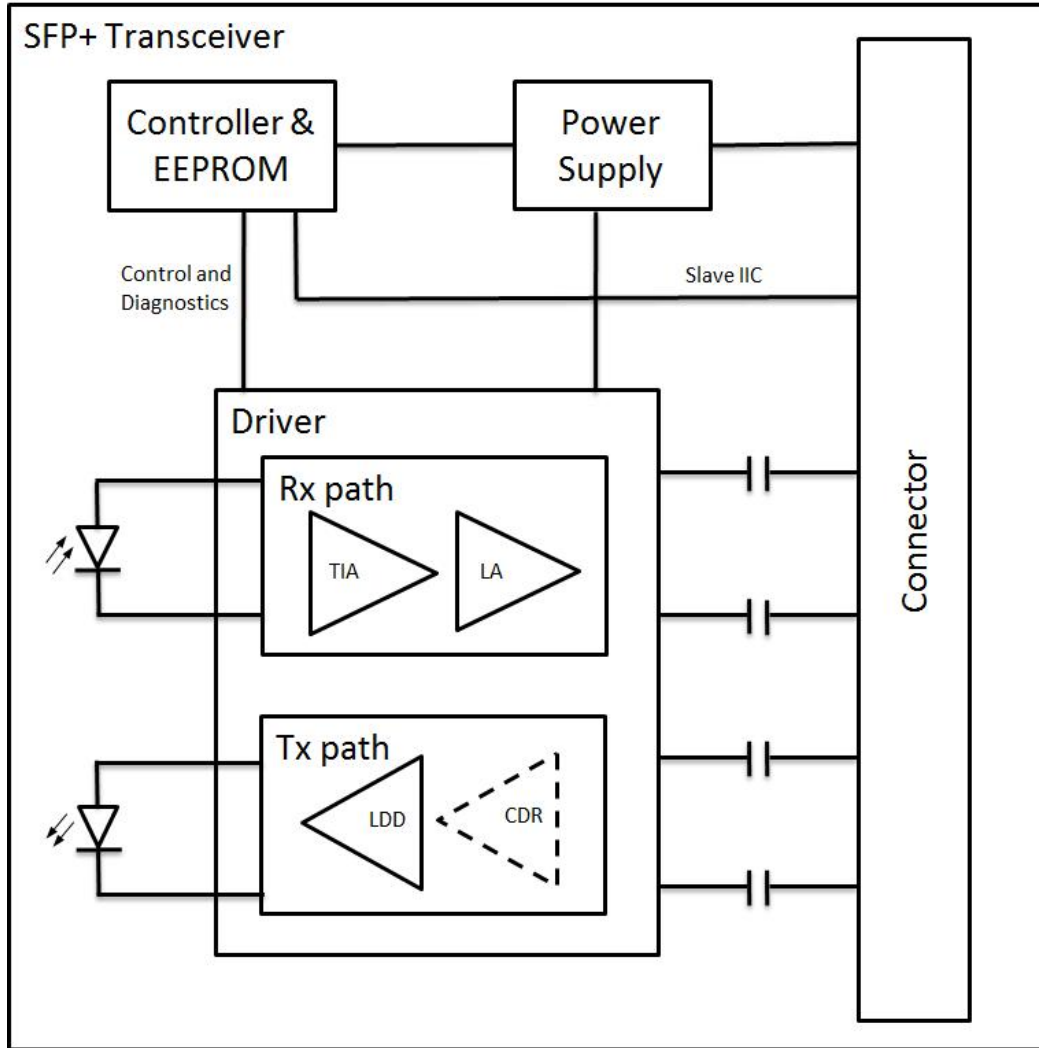 SFP+ Transceiver
Controller &
EEPROM
Power
Supply
Control and
Diagnostics
Slave IIC
Driver
Rx path
TIA
LA
Tx path
LDD
CDR
Connector